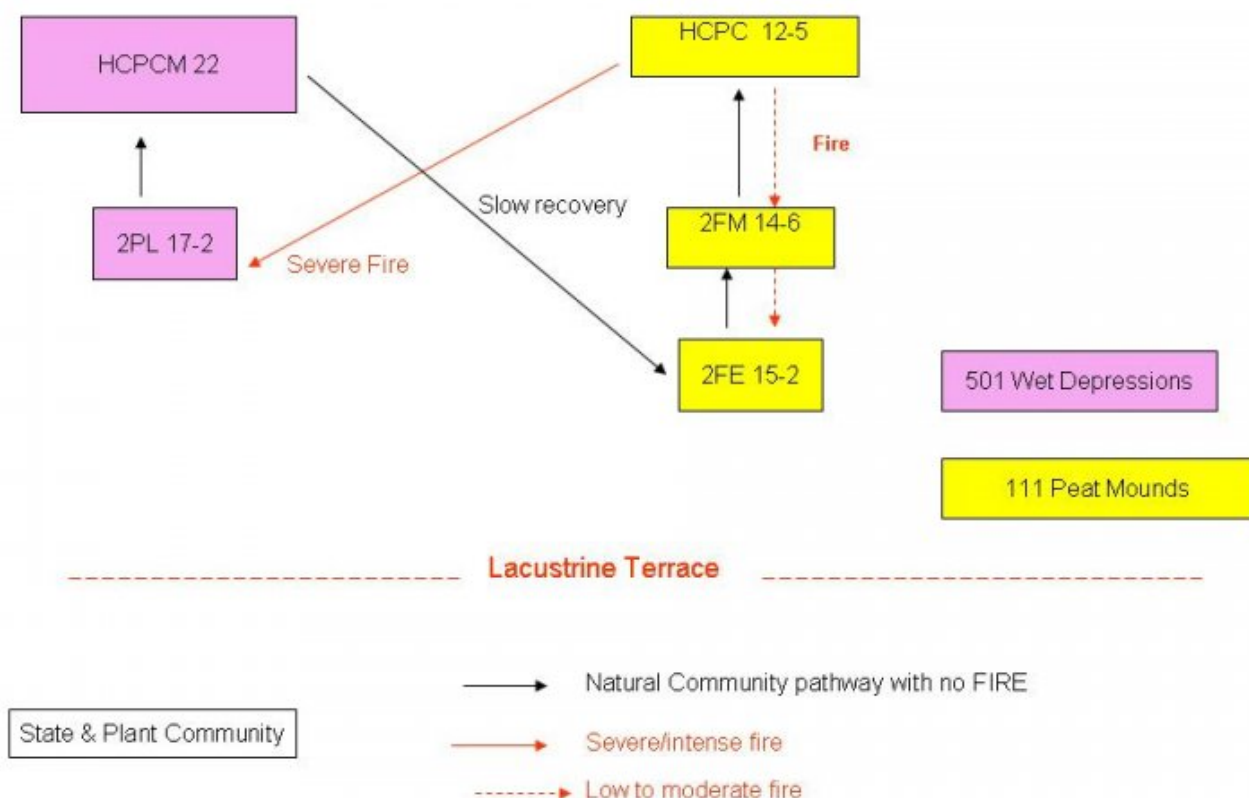 HCPCM 22
HCPC 12-5
Fire
2PL 17-2
Slow recovery
2FM 14-6
Severe Fire
2FE 15-2
501 Wet Depressions
111 Peat Mounds
Lacustrine Terrace
Natural Community pathway with no FIRE
State & Plant Community
Severe/intense fire
Low to moderate fire